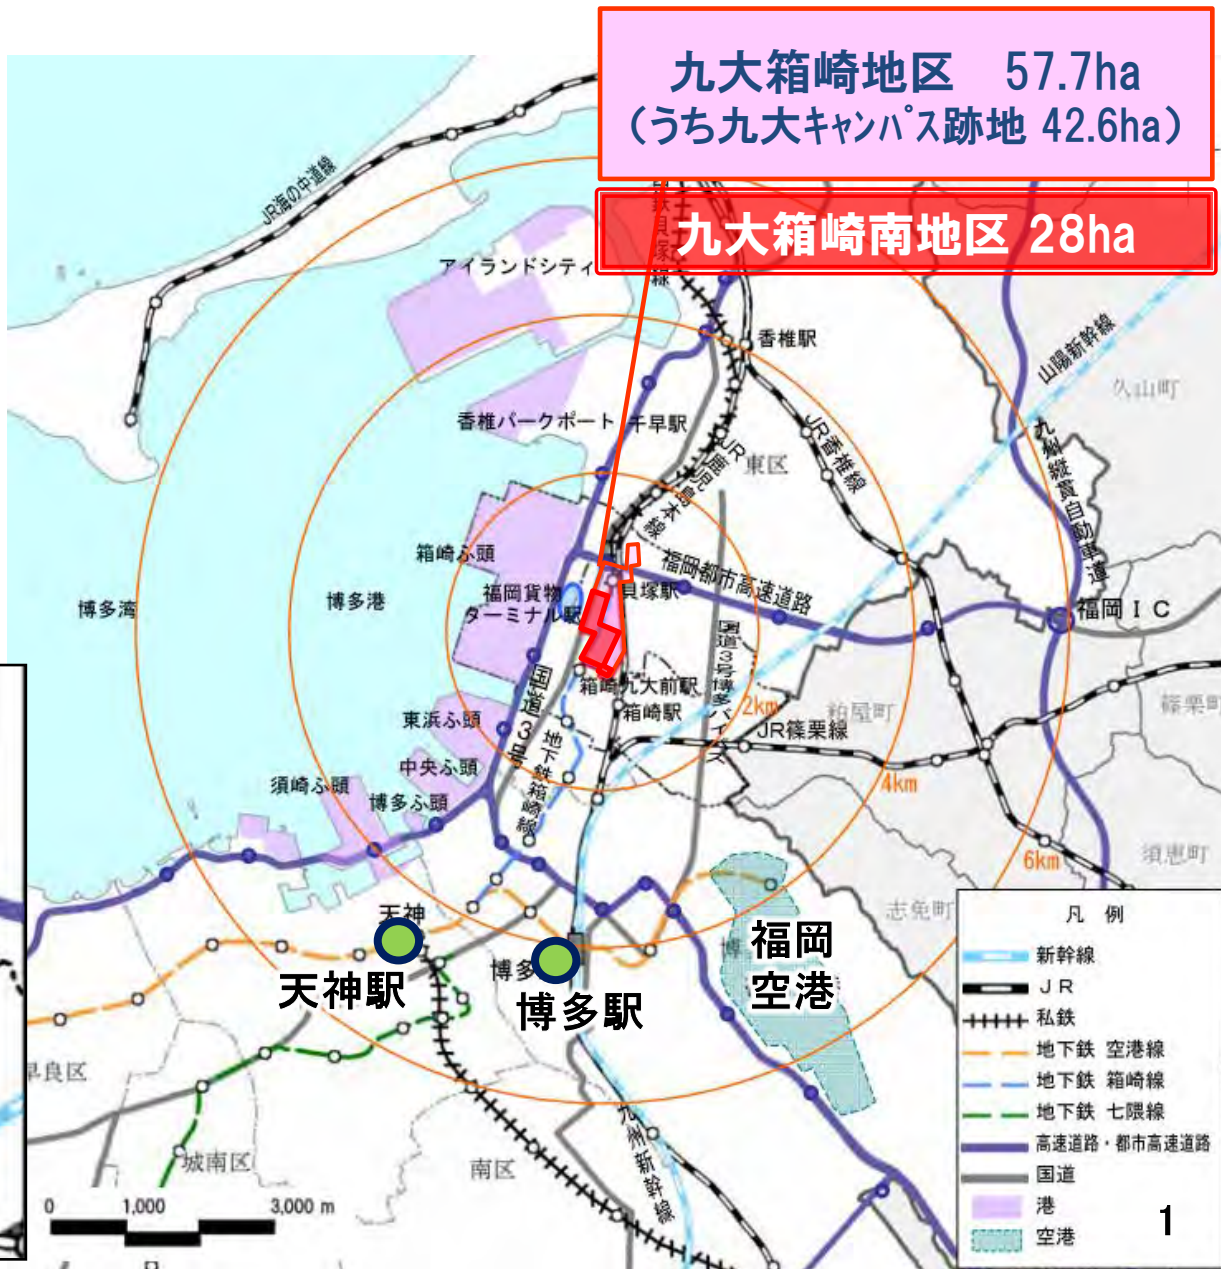 九大箱崎地区　57.7ha
（うち九大キャンパス跡地 42.6ha）
九大箱崎南地区 28ha
JR海の中道線
アイランドシティ
香椎駅
山陽新幹線
久山町
香椎パークポート
千早駅
JR鹿児島本線
JR香椎線
東区
九州縦貫自動車道
箱崎ふ頭
福岡貨物
ターミナル駅
貝塚駅
福岡都市高速道路
福岡ＩＣ
博多湾
博多港
国道3号
国道3号博多バイパス
箱崎九大前駅
箱崎駅
2km
粕屋町
篠栗町
JR篠栗線
東浜ふ頭
地下鉄箱崎線
中央ふ頭
須崎ふ頭
博多ふ頭
4km
6km
須恵町
志免町
天神
天神駅
博多
博多駅
福岡
空港
早良区
城南区
南区
九州新幹線
0
1,000
3,000 m
凡　例
新幹線
ＪＲ
私鉄
地下鉄 空港線
地下鉄 箱崎線
地下鉄 七隈線
高速道路・都市高速道路
国道
港
空港
1